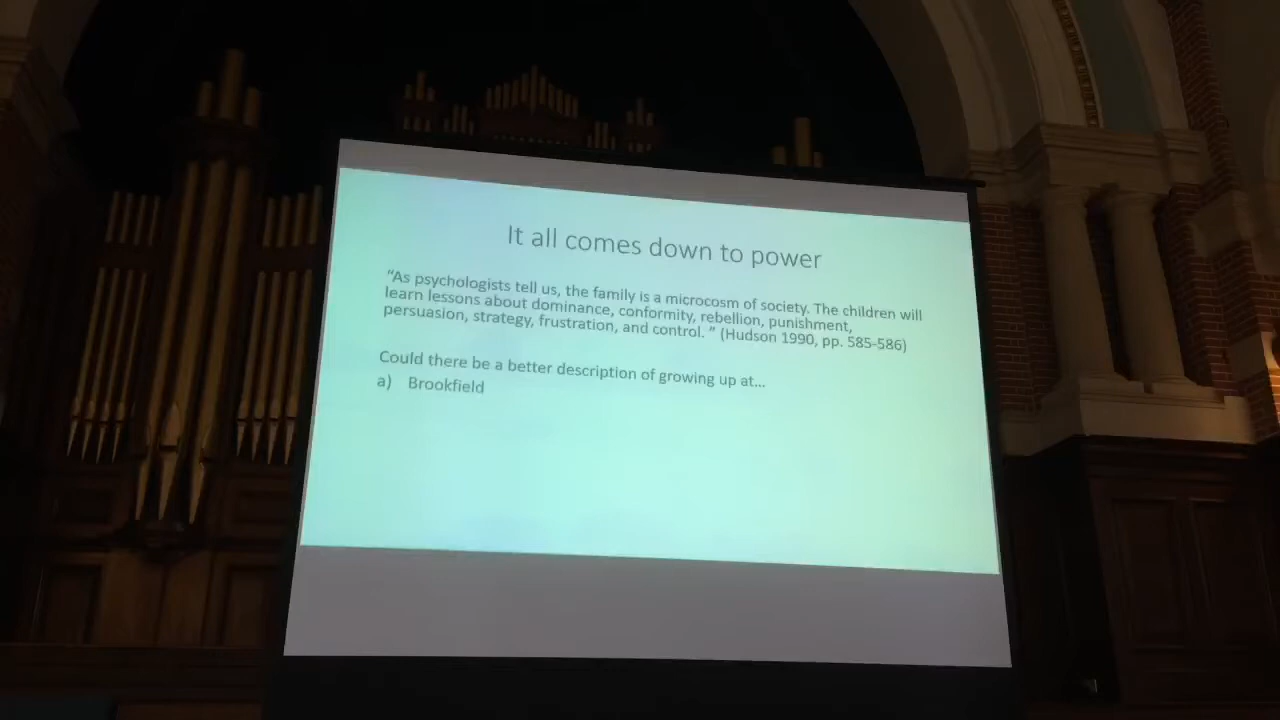 It all comes down to power
“As psychologists tell us, the family is a microcosm of society. The children will
learn lessons about dominance, conformity, rebellion, punishment,
persuasion, strategy, frustration, and control. ” (Hudson 1990, pp. 585-586)
Could there be a better description of growing up at…
a) Brookfield